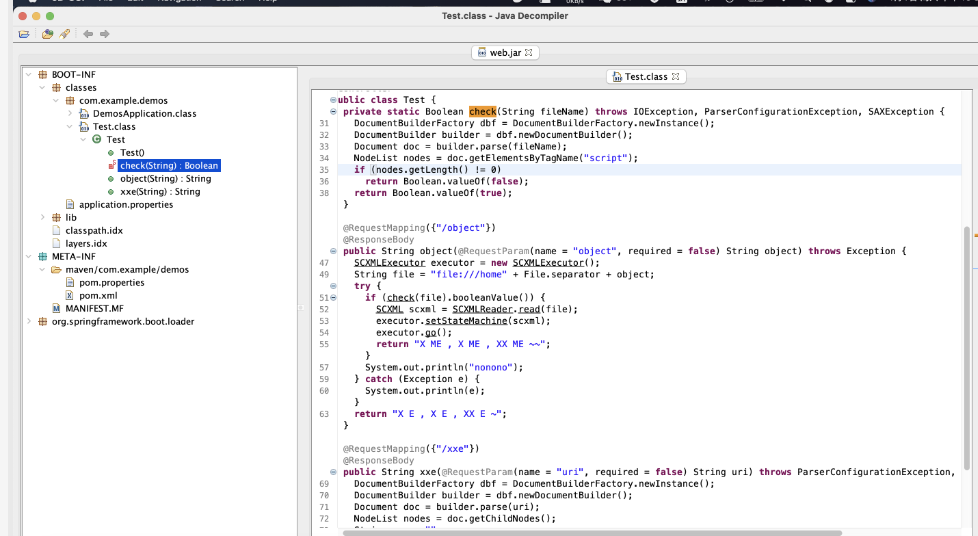 Test.class - Java Decompiler
web.jar
BOOT-INF
classes
com.example.demos
DemosApplication.class
Test.class
Test
Test()
check(String) : Boolean
object(String) : String
xxe(String) : String
application.properties
lib
classpath.idx
layers.idx
META-INF
maven/com.example/demos
pom.properties
pom.xml
MANIFEST.MF
org.springframework.boot.loader
Test.class
ublic class Test {
private static Boolean check(String fileName) throws IOException, ParserConfigurationException, SAXException {
31 DocumentBuilderFactory dbf = DocumentBuilderFactory.newInstance();
32 DocumentBuilder builder = dbf.newDocumentBuilder();
33 Document doc = builder.parse(fileName);
34 NodeList nodes = doc.getElementsByTagName("script");
35 if (nodes.getLength() != 0)
36 return Boolean.valueOf(false);
38 return Boolean.valueOf(true);
}
@RequestMapping({"/object"})
@ResponseBody
public String object(@RequestParam(name = "object", required = false) String object) throws Exception {
47 SCXMLExecutor executor = new SCXMLExecutor();
49 String file = "file:///home" + File.separator + object;
try {
51 if (check(file).booleanValue()) {
52 SCXML scxml = SCXMLReader.read(file);
53 executor.setStateMachine(scxml);
54 executor.go();
55 return "X ME , X ME , XX ME ~~";
}
57 System.out.println("nonono");
59 } catch (Exception e) {
60 System.out.println(e);
}
63 return "X E , X E , XX E ~";
}
@RequestMapping({"/xxe"})
@ResponseBody
public String xxe(@RequestParam(name = "uri", required = false) String uri) throws ParserConfigurationException,
69 DocumentBuilderFactory dbf = DocumentBuilderFactory.newInstance();
70 DocumentBuilder builder = dbf.newDocumentBuilder();
71 Document doc = builder.parse(uri);
72 NodeList nodes = doc.getChildNodes();